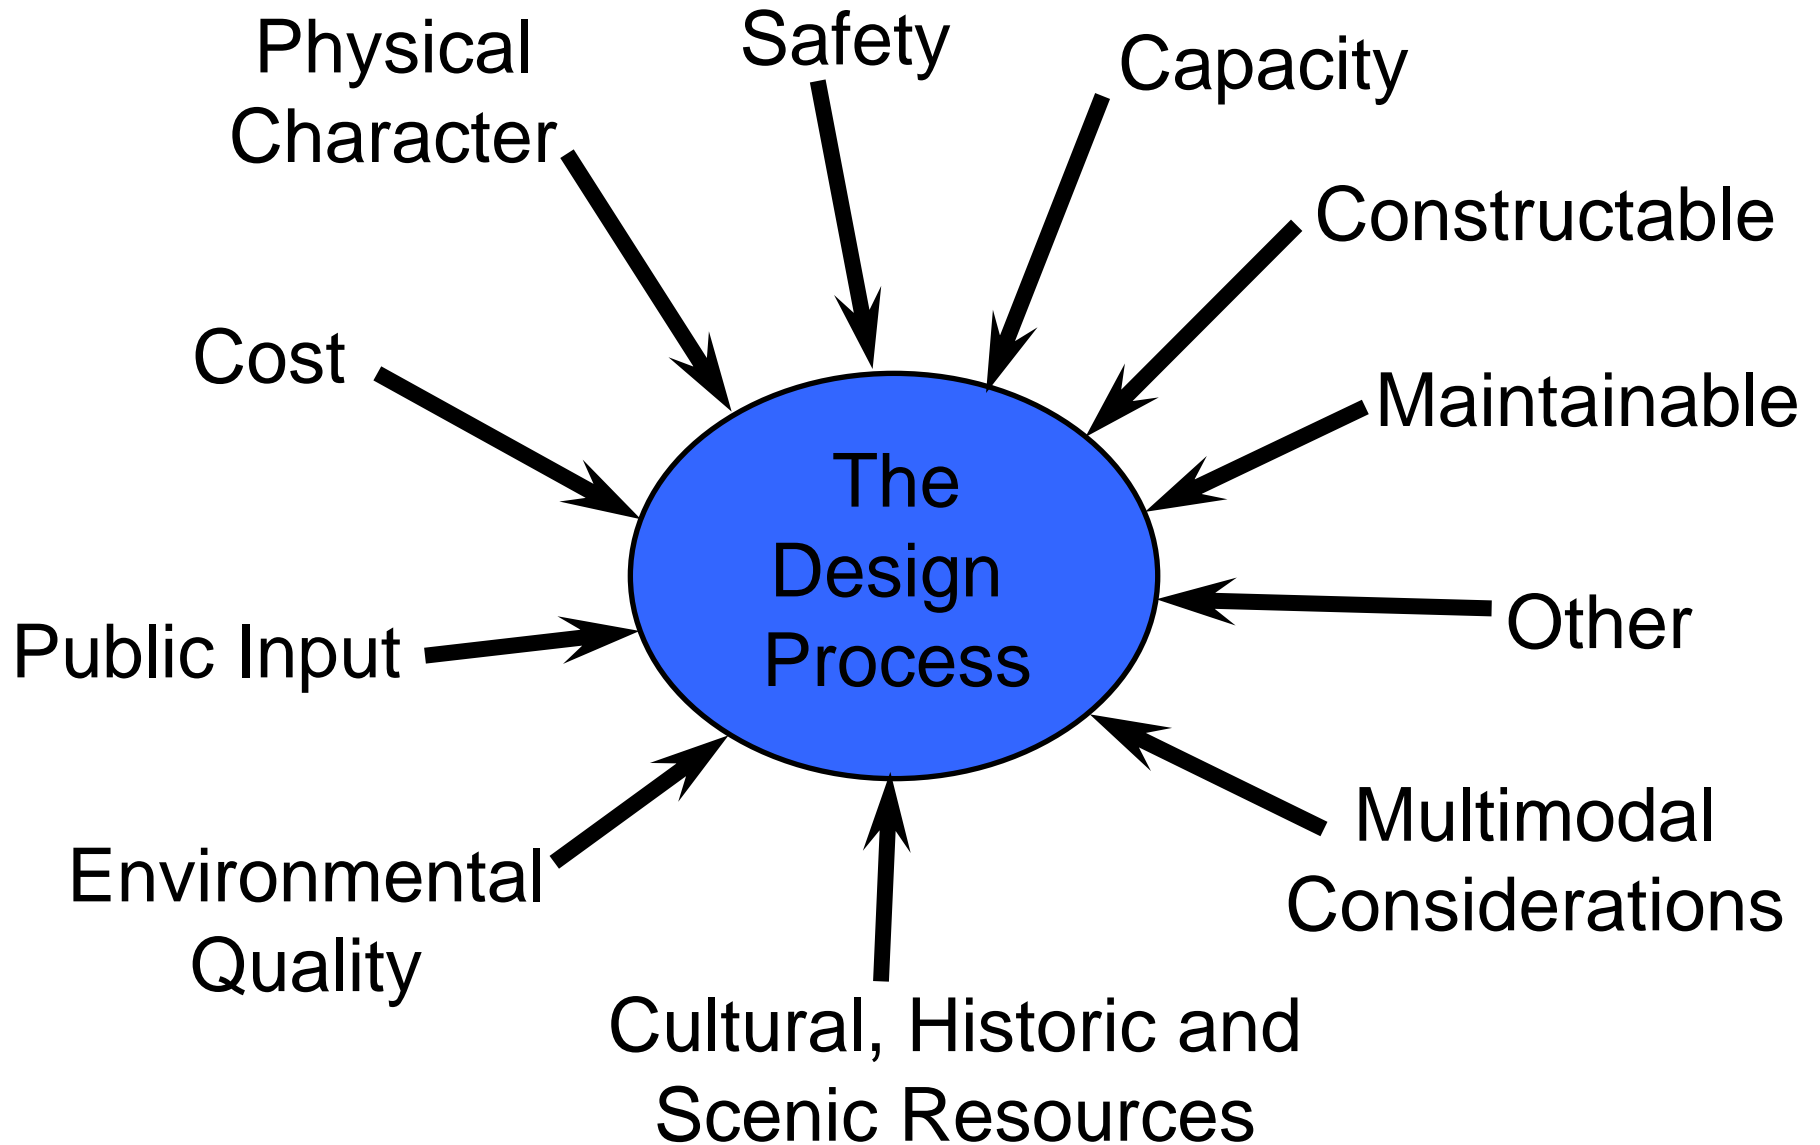 Physical
Character
Safety
Capacity
Constructable
Cost
Maintainable
The
Design
Process
Public Input
Other
Environmental
Quality
Multimodal
Considerations
Cultural, Historic and
Scenic Resources